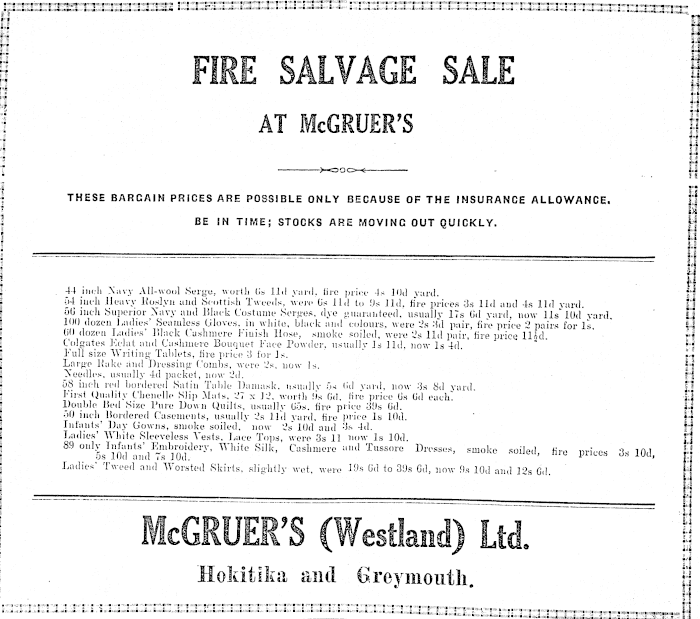 FIRE SALVAGE SALE
AT McGRUER'S
THESE BARGAIN PRICES ARE POSSIBLE ONLY BECAUSE OF THE INSURANCE ALLOWANCE.
BE IN TIME; STOCKS ARE MOVING OUT QUICKLY.
44 inch Navy All-wool Serge, worth 6s 11d yard, fire price 4s 10d yard.
54 inch Heavy Roslyn and Scottish Tweeds, were 6s 11d to 9s 11d, fire prices 3s 11d and 4s 11d yard.
56 inch Superior Navy and Black Costume Serges, dye guaranteed, usually 17s 6d yard, now 11s 10d yard.
100 dozen Ladies' Seamless Gloves, in white, black and colours, were 2s 3d pair, fire price 2 pairs for 1s.
60 dozen Ladies' Black Cashmere Finish Hose, smoke soiled, were 2s 11d pair, fire price 11½d.
Colgates Eclat and Cashmere Bouquet Face Powder, usually 1s 11d, now 1s 4d.
Full size Writing Tablets, fire price 3 for 1s.
Large Rake and Dressing Combs, were 2s, now 1s.
Needles, usually 4d packet, now 2d.
58 inch red bordered Satin Table Damask, usually 5s 6d yard, now 3s 8d yard.
First Quality Chenelle Slip Mats, 27 x 12, worth 9s 6d, fire price 6s 6d each.
Double Bed Size Pure Down Quilts, usually 65s, fire price 39s 6d.
50 inch Bordered Casements, usually 2s 11d yard, fire price 1s 10d.
Infants' Day Gowns, smoke soiled, now 2s 10d and 3s 4d.
Ladies' White Sleeveless Vests, Lace Tops, were 3s 11 now 1s 10d.
89 only Infants' Embroidery, White Silk, Cashmere and Tussore Dresses, smoke soiled, fire prices 3s 10d,
5s 10d and 7s 10d.
Ladies' Tweed and Worsted Skirts, slightly wet, were 19s 6d to 39s 6d, now 9s 10d and 12s 6d.
McGRUER'S (Westland) Ltd.
Hokitika and Greymouth.